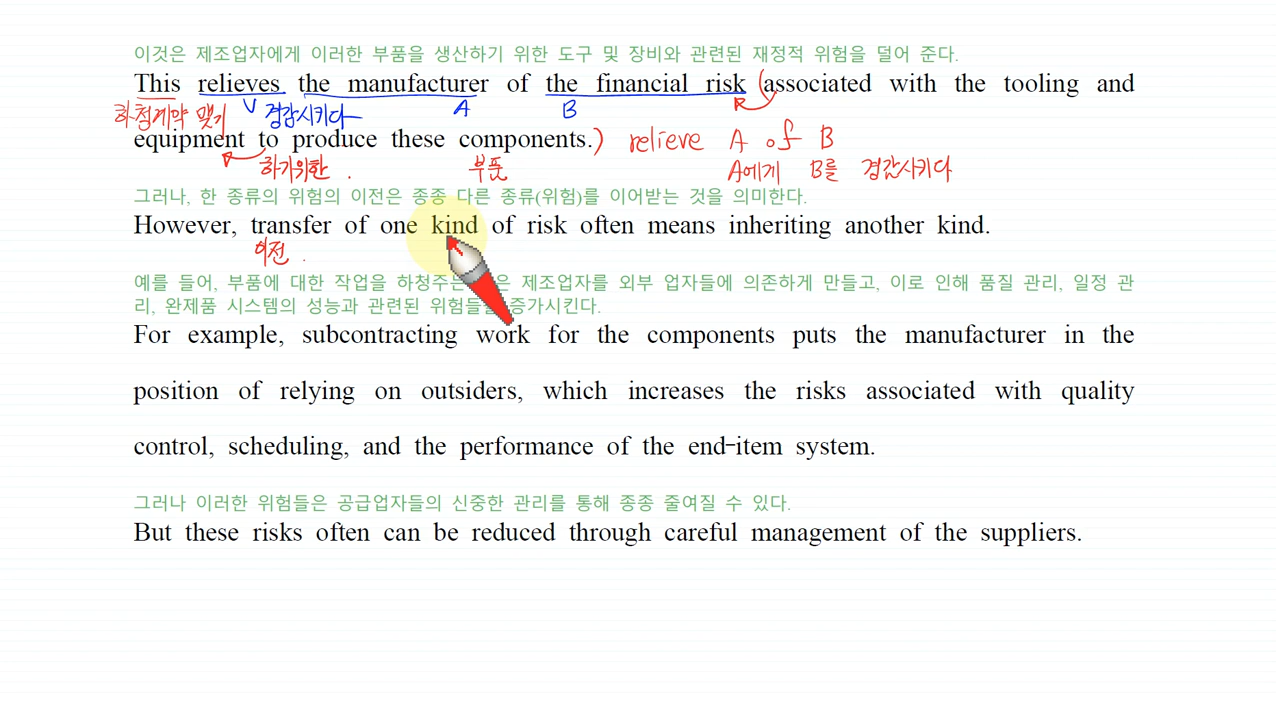 이것은 제조업자에게 이러한 부품을 생산하기 위한 도구 및 장비와 관련된 재정적 위험을 덜어 준다.
This relieves the manufacturer of the financial risk (associated with the tooling and
하청계약 맺기 V 경감시키다 A B
equipment to produce these components.) relieve A of B
하기위한 . 부품 A에게 B를 경감시키다
그러나, 한 종류의 위험의 이전은 종종 다른 종류(위험)를 이어받는 것을 의미한다.
However, transfer of one kind of risk often means inheriting another kind.
이전 .
예를 들어, 부품에 대한 작업을 하청주는 제조업자를 외부 업자들에 의존하게 만들고, 이로 인해 품질 관리, 일정 관
리, 완제품 시스템의 성능과 관련된 위험들을 증가시킨다.
For example, subcontracting work for the components puts the manufacturer in the
position of relying on outsiders, which increases the risks associated with quality
control, scheduling, and the performance of the end-item system.
그러나 이러한 위험들은 공급업자들의 신중한 관리를 통해 종종 줄여질 수 있다.
But these risks often can be reduced through careful management of the suppliers.